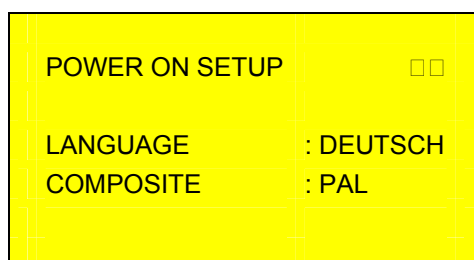 POWER ON SETUP □□
LANGUAGE : DEUTSCH
COMPOSITE : PAL